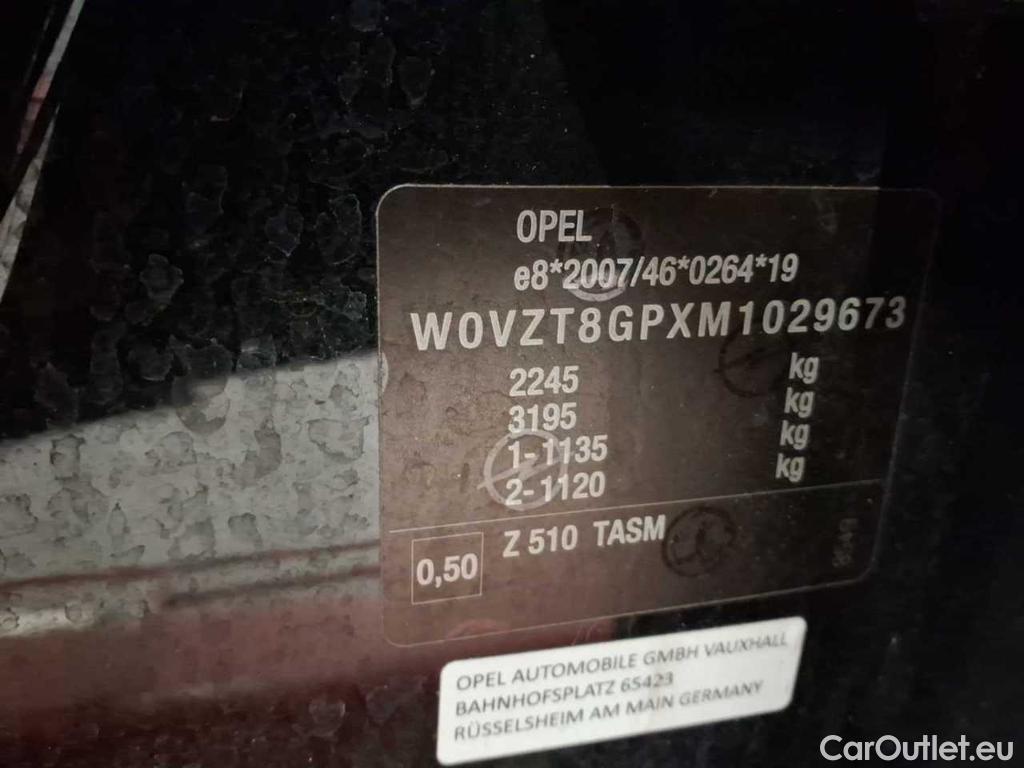 OPEL
e8*2007/46*0264*19
W0VZT8GPXM1029673
2245 kg
3195 kg
1-1135 kg
2-1120 kg
0,50 Z 510 TASM
OPEL AUTOMOBILE GMBH VAUXHALL
BAHNHOFSPLATZ 65423
RÜSSELSHEIM AM MAIN GERMANY
CarOutlet.eu